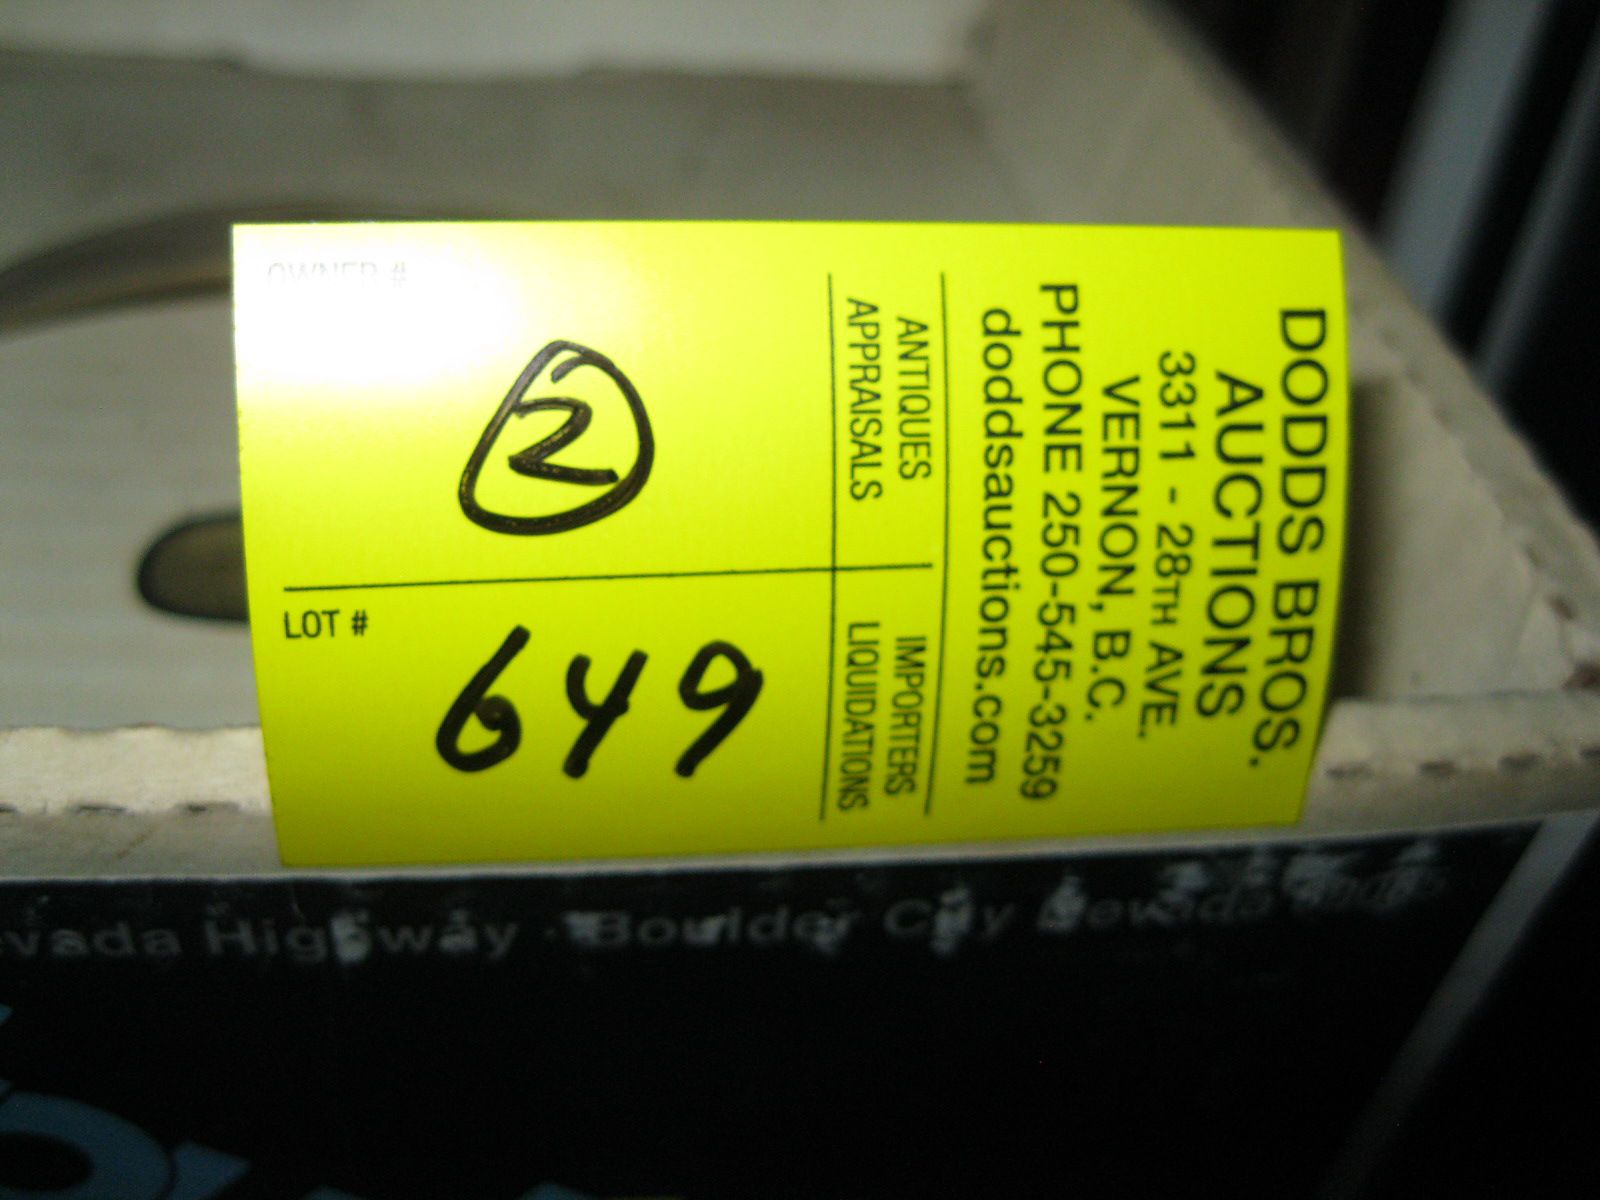 DODDS BROS.
AUCTIONS
3311 - 28TH AVE.
VERNON, B.C.
PHONE 250-545-3259
doddsauctions.com
ANTIQUES
APPRAISALS
IMPORTERS
LIQUIDATIONS
OWNER #
2
LOT #
649
Highway · Boulder City Nevada